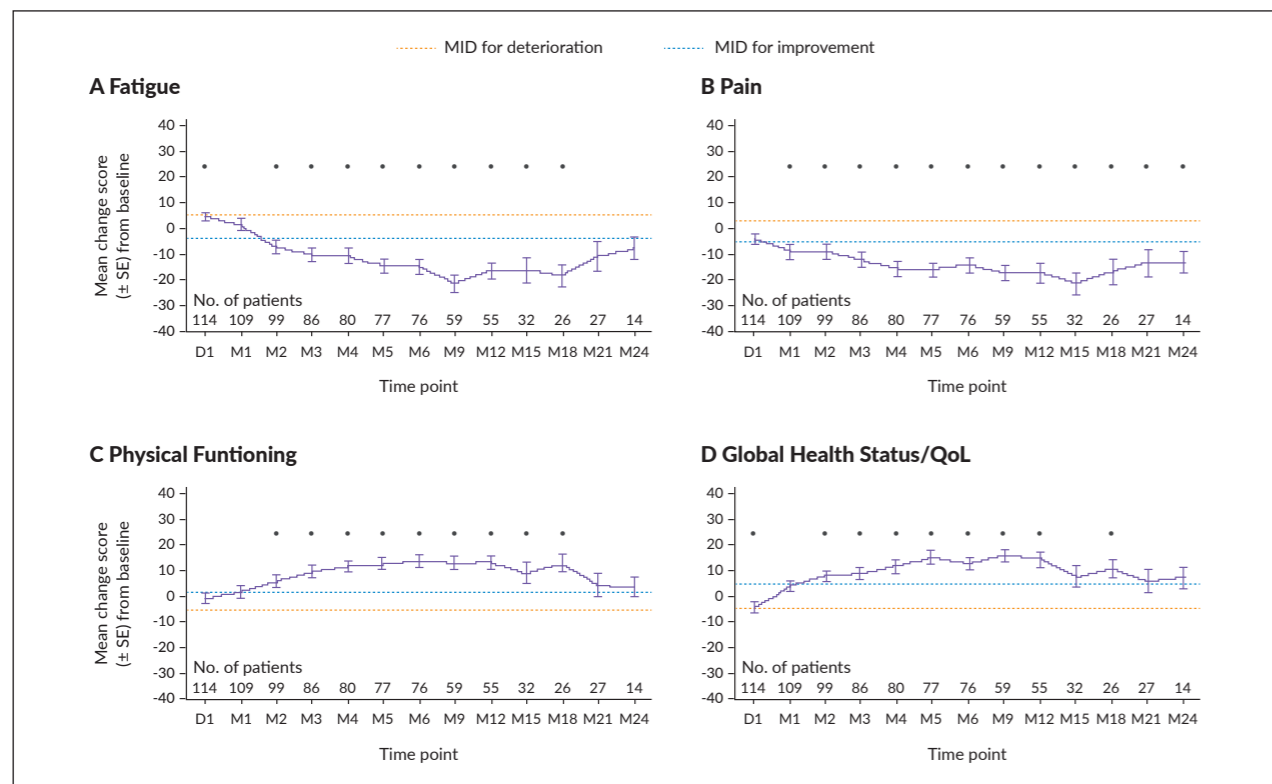 MID for deterioration MID for improvement
A Fatigue
Mean change score
(± SE) from baseline
40
30
20
10
0
-10
-20
-30
-40
No. of patients
114 109 99 86 80 77 76 59 55 32 26 27 14
D1 M1 M2 M3 M4 M5 M6 M9 M12 M15 M18 M21 M24
Time point
B Pain
40
30
20
10
0
-10
-20
-30
-40
No. of patients
114 109 99 86 80 77 76 59 55 32 26 27 14
D1 M1 M2 M3 M4 M5 M6 M9 M12 M15 M18 M21 M24
Time point
C Physical Funtioning
Mean change score
(± SE) from baseline
40
30
20
10
0
-10
-20
-30
-40
No. of patients
114 109 99 86 80 77 76 59 55 32 26 27 14
D1 M1 M2 M3 M4 M5 M6 M9 M12 M15 M18 M21 M24
Time point
D Global Health Status/QoL
40
30
20
10
0
-10
-20
-30
-40
No. of patients
114 109 99 86 80 77 76 59 55 32 26 27 14
D1 M1 M2 M3 M4 M5 M6 M9 M12 M15 M18 M21 M24
Time point